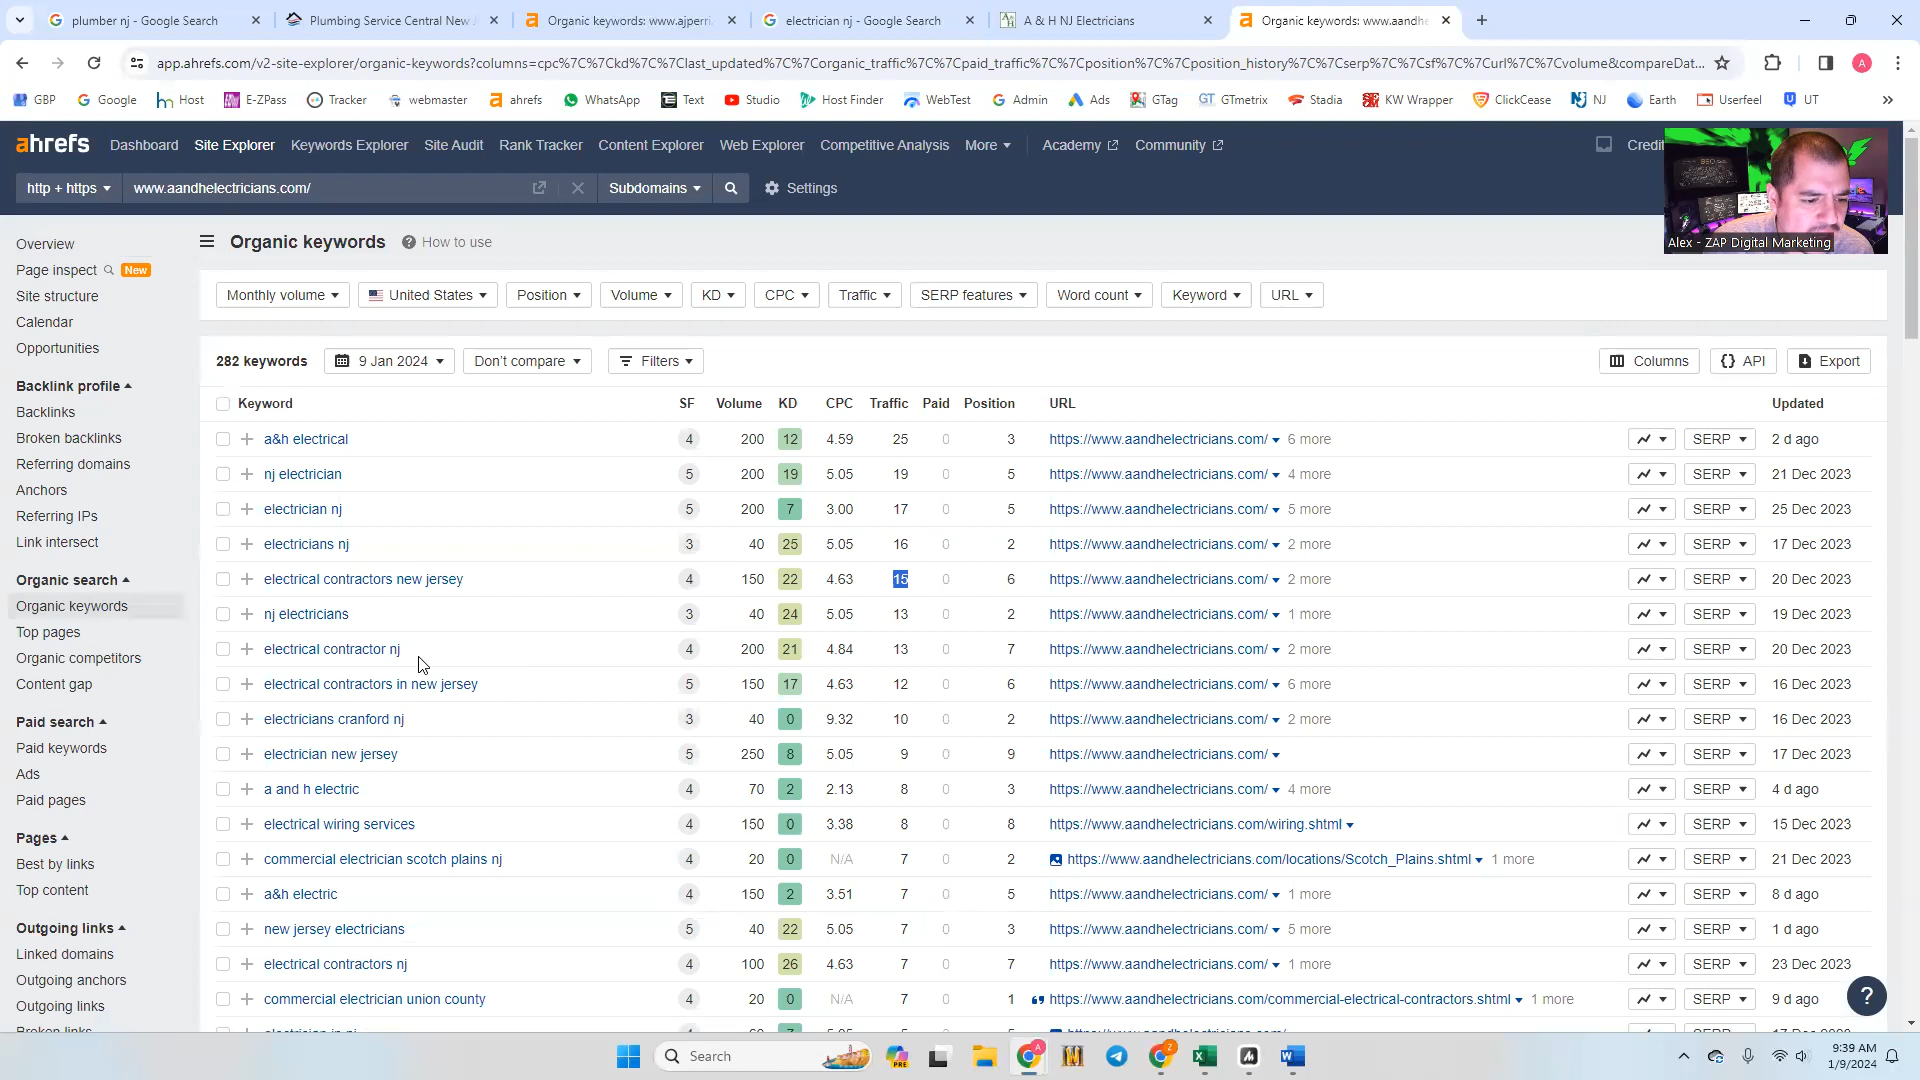 plumber nj - Google Search
Plumbing Service Central New J
Organic keywords: www.ajperri
electrician nj - Google Search
A & H NJ Electricians
Organic keywords: www.aandhe
app.ahrefs.com/v2-site-explorer/organic-keywords?columns=cpc%7C%7Ckd%7C%7Clast_updated%7C%7Corganic_traffic%7C%7Cpaid_traffic%7C%7Cposition%7C%7Cposition_history%7C%7Cserp%7C%7Csf%7C%7Curl%7C%7Cvolume&compareDat...
A
GBP Google Host E-ZPass Tracker webmaster ahrefs WhatsApp Text Studio Host Finder WebTest Admin Ads GTag GTmetrix Stadia KW Wrapper ClickCease NJ Earth Userfeel UT
ahrefs Dashboard Site Explorer Keywords Explorer Site Audit Rank Tracker Content Explorer Web Explorer Competitive Analysis More Academy Community Credit
http + https www.aandhelectricians.com/ Subdomains Settings
Alex - ZAP Digital Marketing
Overview
Page inspect New
Site structure
Calendar
Opportunities
Backlink profile
Backlinks
Broken backlinks
Referring domains
Anchors
Referring IPs
Link intersect
Organic search
Organic keywords
Top pages
Organic competitors
Content gap
Paid search
Paid keywords
Ads
Paid pages
Pages
Best by links
Top content
Outgoing links
Linked domains
Outgoing anchors
Outgoing links
Broken links
Organic keywords How to use
Monthly volume United States Position Volume KD CPC Traffic SERP features Word count Keyword URL
282 keywords 9 Jan 2024 Don't compare Filters Columns API Export
Keyword SF Volume KD CPC Traffic Paid Position URL Updated
a&h electrical 4 200 12 4.59 25 0 3 https://www.aandhelectricians.com/ 6 more SERP 2 d ago
nj electrician 5 200 19 5.05 19 0 5 https://www.aandhelectricians.com/ 4 more SERP 21 Dec 2023
electrician nj 5 200 7 3.00 17 0 5 https://www.aandhelectricians.com/ 5 more SERP 25 Dec 2023
electricians nj 3 40 25 5.05 16 0 2 https://www.aandhelectricians.com/ 2 more SERP 17 Dec 2023
electrical contractors new jersey 4 150 22 4.63 15 0 6 https://www.aandhelectricians.com/ 2 more SERP 20 Dec 2023
nj electricians 3 40 24 5.05 13 0 2 https://www.aandhelectricians.com/ 1 more SERP 19 Dec 2023
electrical contractor nj 4 200 21 4.84 13 0 7 https://www.aandhelectricians.com/ 2 more SERP 20 Dec 2023
electrical contractors in new jersey 5 150 17 4.63 12 0 6 https://www.aandhelectricians.com/ 6 more SERP 16 Dec 2023
electricians cranford nj 3 40 0 9.32 10 0 2 https://www.aandhelectricians.com/ 2 more SERP 16 Dec 2023
electrician new jersey 5 250 8 5.05 9 0 9 https://www.aandhelectricians.com/ SERP 17 Dec 2023
a and h electric 4 70 2 2.13 8 0 3 https://www.aandhelectricians.com/ 4 more SERP 4 d ago
electrical wiring services 4 150 0 3.38 8 0 8 https://www.aandhelectricians.com/wiring.shtml SERP 15 Dec 2023
commercial electrician scotch plains nj 4 20 0 N/A 7 0 2 https://www.aandhelectricians.com/locations/Scotch_Plains.shtml 1 more SERP 21 Dec 2023
a&h electric 4 150 2 3.51 7 0 5 https://www.aandhelectricians.com/ 1 more SERP 8 d ago
new jersey electricians 5 40 22 5.05 7 0 3 https://www.aandhelectricians.com/ 5 more SERP 1 d ago
electrical contractors nj 4 100 26 4.63 7 0 7 https://www.aandhelectricians.com/ 1 more SERP 23 Dec 2023
commercial electrician union county 4 20 0 N/A 7 0 1 https://www.aandhelectricians.com/commercial-electrical-contractors.shtml 1 more SERP 9 d ago
?
Search PRE A 2 9:39 AM
1/9/2024